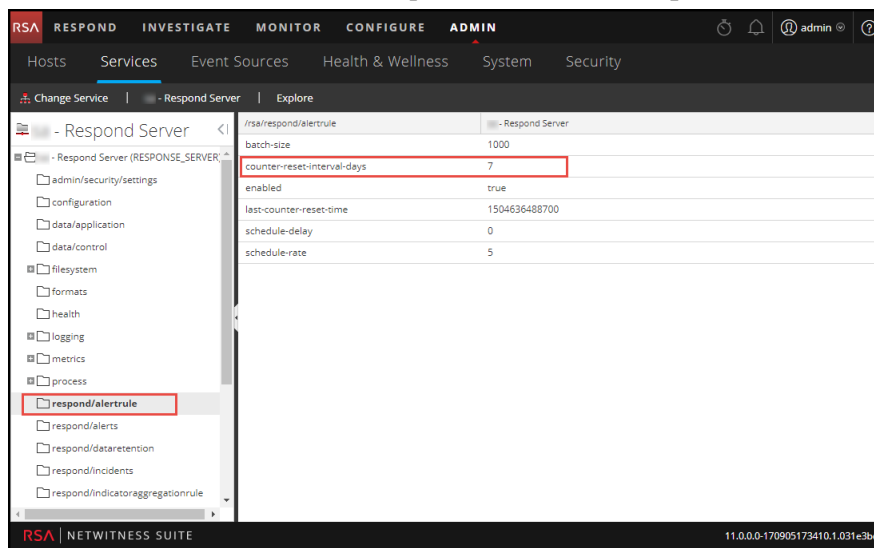 RSA RESPOND INVESTIGATE MONITOR CONFIGURE ADMIN admin
Hosts Services Event Sources Health & Wellness System Security
Change Service | - Respond Server | Explore
- Respond Server
- Respond Server (RESPONSE_SERVER)
admin/security/settings
configuration
data/application
data/control
filesystem
formats
health
logging
metrics
process
respond/alertrule
respond/alerts
respond/dataretention
respond/incidents
respond/indicatoraggregationrule
/rsa/respond/alertrule - Respond Server
batch-size 1000
counter-reset-interval-days 7
enabled true
last-counter-reset-time 1504636488700
schedule-delay 0
schedule-rate 5
RSA | NETWITNESS SUITE 11.0.0.0-170905173410.1.031e3b